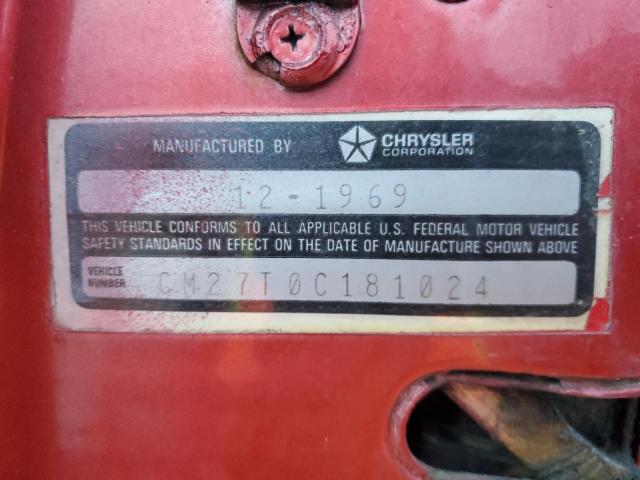 MANUFACTURED BY CHRYSLER CORPORATION
12-1969
THIS VEHICLE CONFORMS TO ALL APPLICABLE U.S. FEDERAL MOTOR VEHICLE
SAFETY STANDARDS IN EFFECT ON THE DATE OF MANUFACTURE SHOWN ABOVE
VEHICLE NUMBER CM27T0C181024